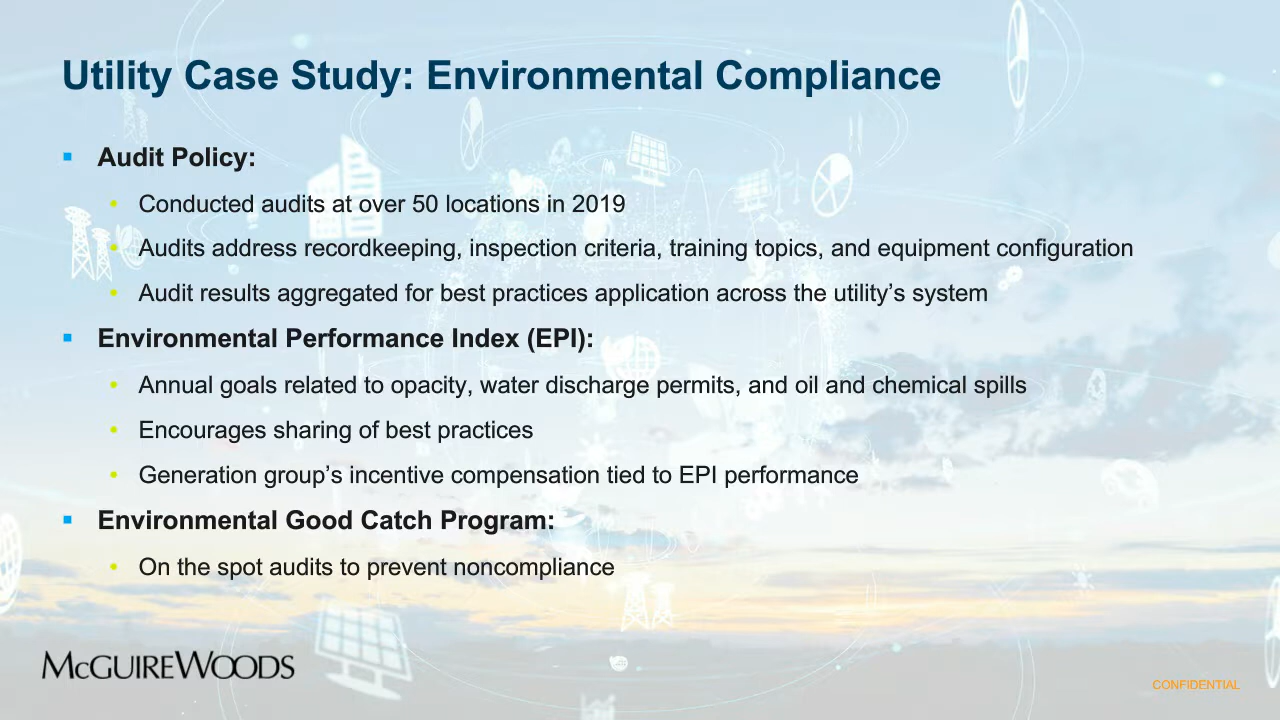 Utility Case Study: Environmental Compliance
Audit Policy:
Conducted audits at over 50 locations in 2019
Audits address recordkeeping, inspection criteria, training topics, and equipment configuration
Audit results aggregated for best practices application across the utility’s system
Environmental Performance Index (EPI):
Annual goals related to opacity, water discharge permits, and oil and chemical spills
Encourages sharing of best practices
Generation group’s incentive compensation tied to EPI performance
Environmental Good Catch Program:
On the spot audits to prevent noncompliance
McGUIREWOODS
CONFIDENTIAL